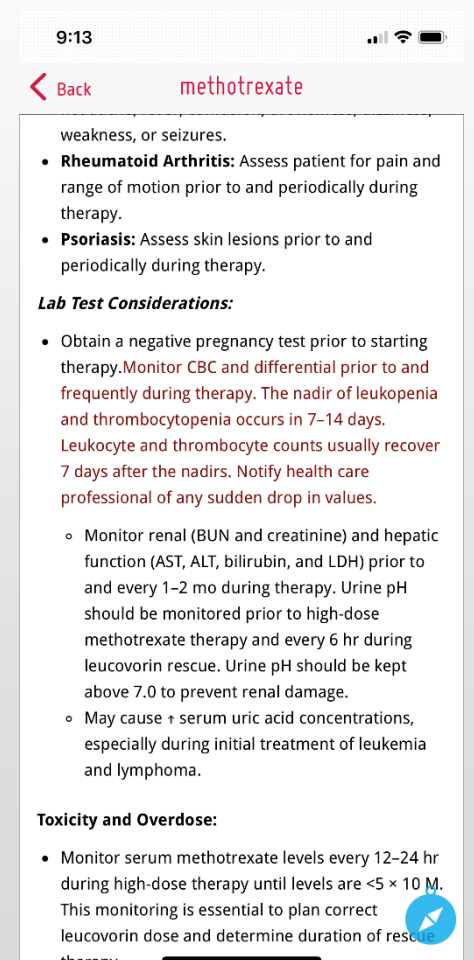 9:13
Back
methotrexate
weakness, or seizures.
• Rheumatoid Arthritis: Assess patient for pain and
range of motion prior to and periodically during
therapy.
• Psoriasis: Assess skin lesions prior to and
periodically during therapy.
Lab Test Considerations:
• Obtain a negative pregnancy test prior to starting
therapy.Monitor CBC and differential prior to and
frequently during therapy. The nadir of leukopenia
and thrombocytopenia occurs in 7–14 days.
Leukocyte and thrombocyte counts usually recover
7 days after the nadirs. Notify health care
professional of any sudden drop in values.
◦ Monitor renal (BUN and creatinine) and hepatic
function (AST, ALT, bilirubin, and LDH) prior to
and every 1–2 mo during therapy. Urine pH
should be monitored prior to high-dose
methotrexate therapy and every 6 hr during
leucovorin rescue. Urine pH should be kept
above 7.0 to prevent renal damage.
◦ May cause ↑ serum uric acid concentrations,
especially during initial treatment of leukemia
and lymphoma.
Toxicity and Overdose:
• Monitor serum methotrexate levels every 12–24 hr
during high-dose therapy until levels are <5 × 10 M.
This monitoring is essential to plan correct
leucovorin dose and determine duration of rescue